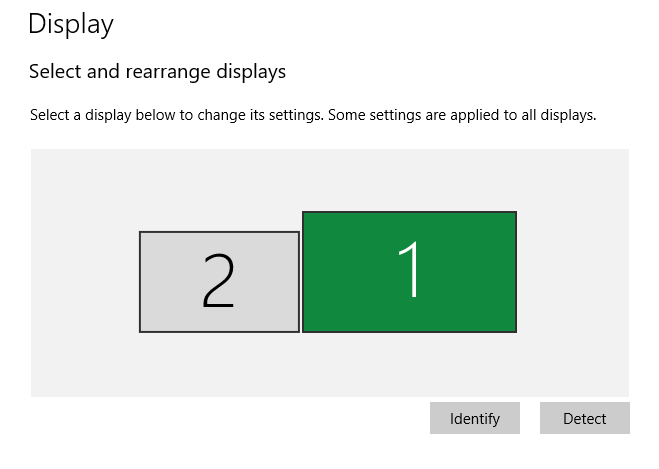 Display
Select and rearrange displays
Select a display below to change its settings. Some settings are applied to all displays.
2
1
Identify
Detect